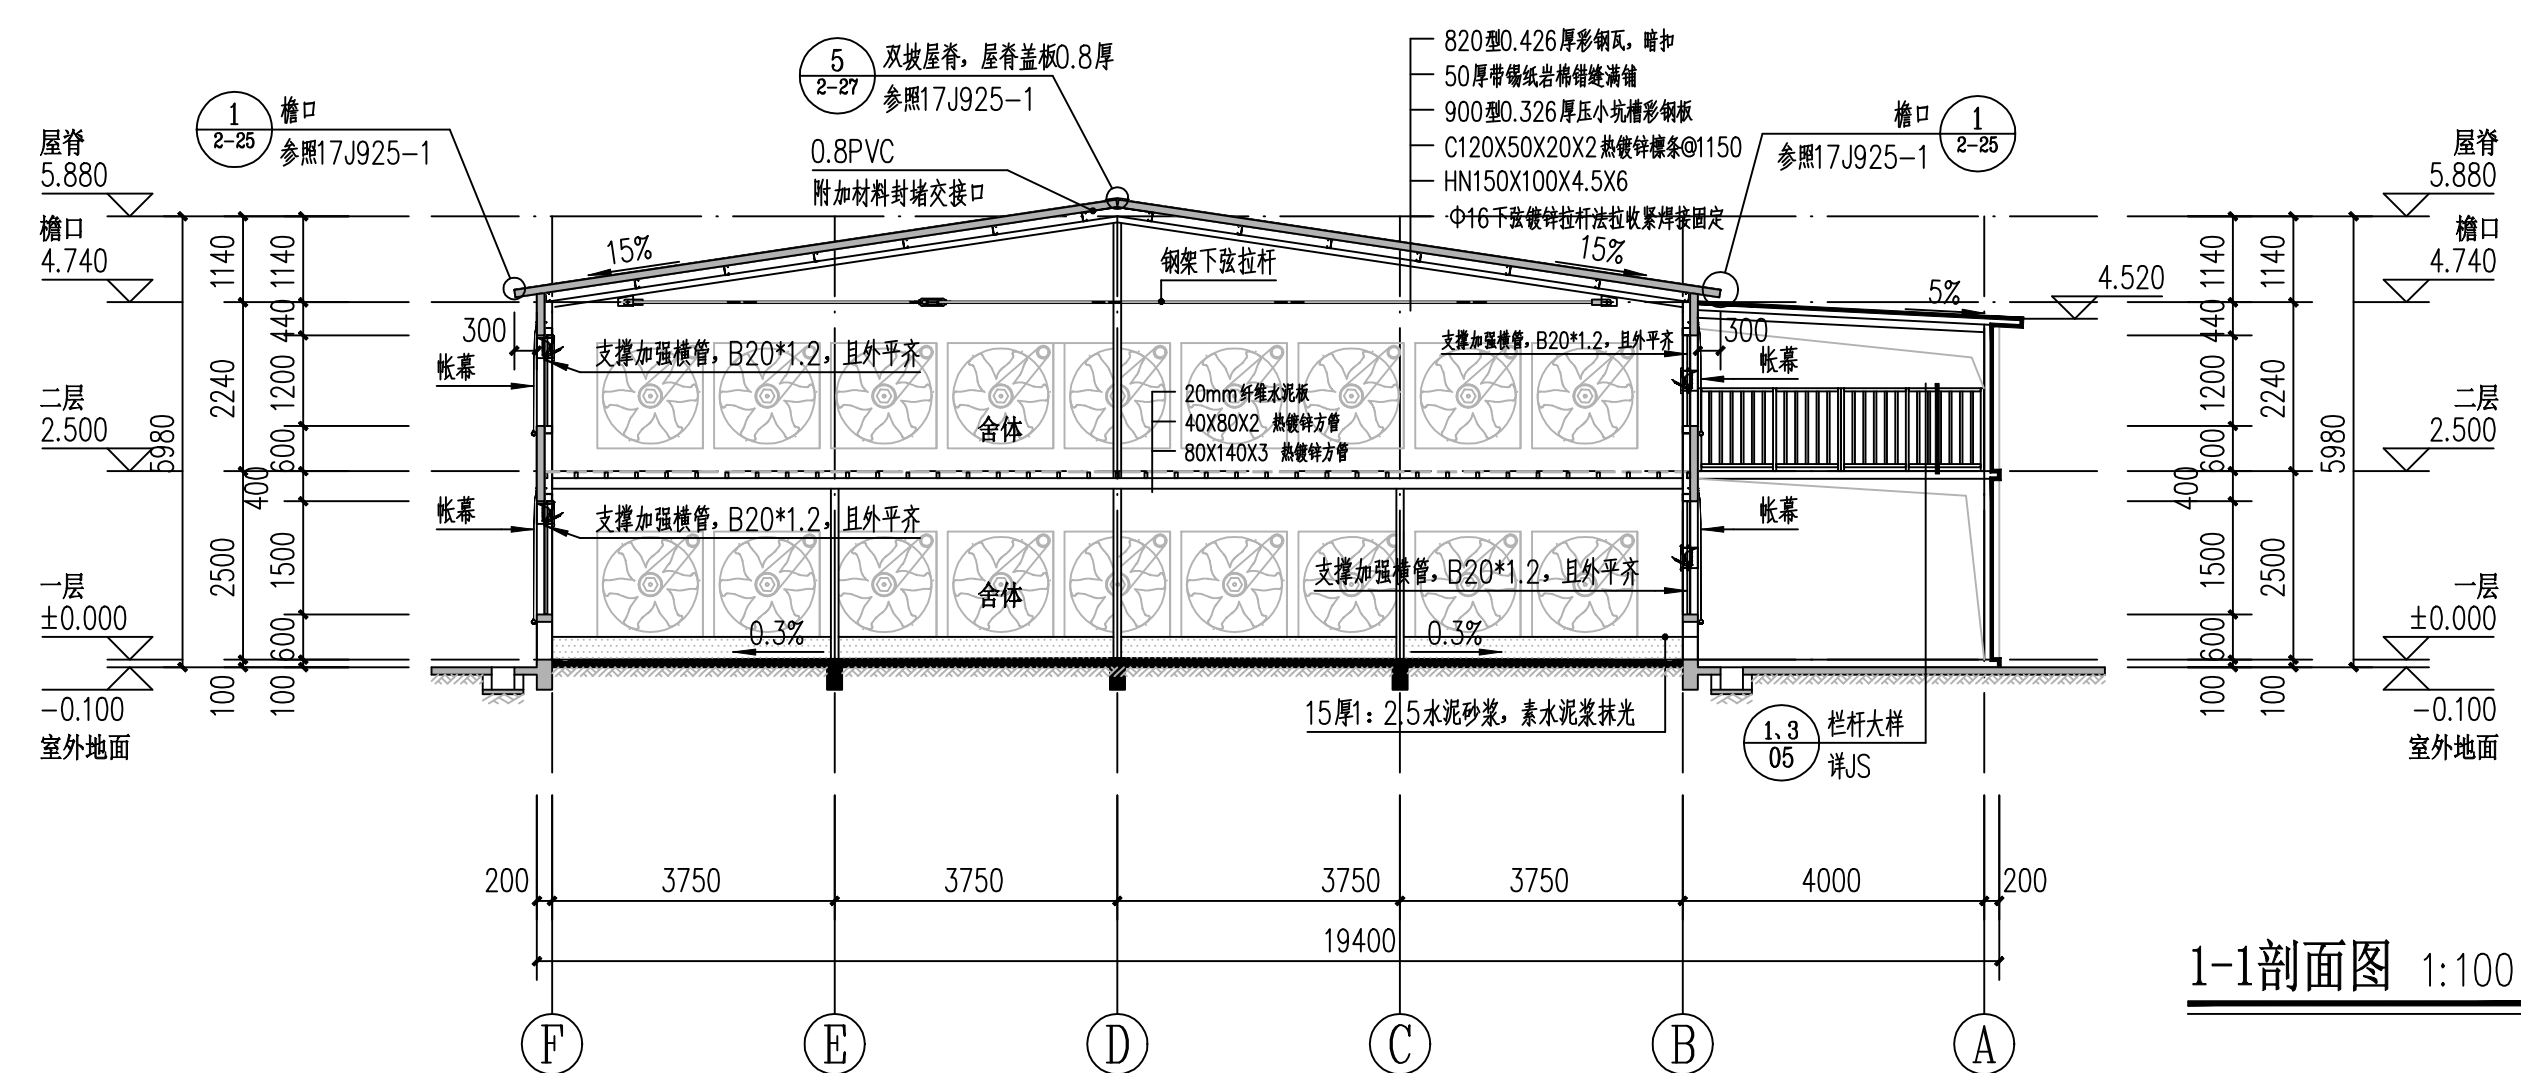 5
2-27
双坡屋脊，屋脊盖板0.8厚
参照17J925-1
820型0.426厚彩钢瓦，暗扣
50厚带锡纸岩棉错缝满铺
900型0.326厚压小坑槽彩钢板
C120X50X20X2热镀锌檩条@1150
HN150X100X4.5X6
Φ16下弦镀锌拉杆法拉收紧焊接固定
1
2-25
檐口
参照17J925-1
檐口
参照17J925-1
1
2-25
0.8PVC
附加材料封堵交接口
屋脊
5.880
檐口
4.740
二层
2.500
一层
±0.000
-0.100
室外地面
5980
1140
2240
400
2500
100
1140
440
1200
600
1500
600
100
15%
15%
5%
4.520
钢架下弦拉杆
300
300
帐幕
帐幕
帐幕
帐幕
支撑加强横管，B20*1.2，且外平齐
支撑加强横管，B20*1.2，且外平齐
20mm纤维水泥板
40X80X2 热镀锌方管
80X140X3 热镀锌方管
舍体
支撑加强横管，B20*1.2，且外平齐
支撑加强横管，B20*1.2，且外平齐
舍体
0.3%
0.3%
15厚1：2.5水泥砂浆，素水泥浆抹光
1、3
05
栏杆大样
详JS
1140
440
1200
600
400
1500
600
100
1140
2240
2500
100
5980
屋脊
5.880
檐口
4.740
二层
2.500
一层
±0.000
-0.100
室外地面
200
3750
3750
3750
3750
4000
200
19400
F
E
D
C
B
A
1-1剖面图 1:100